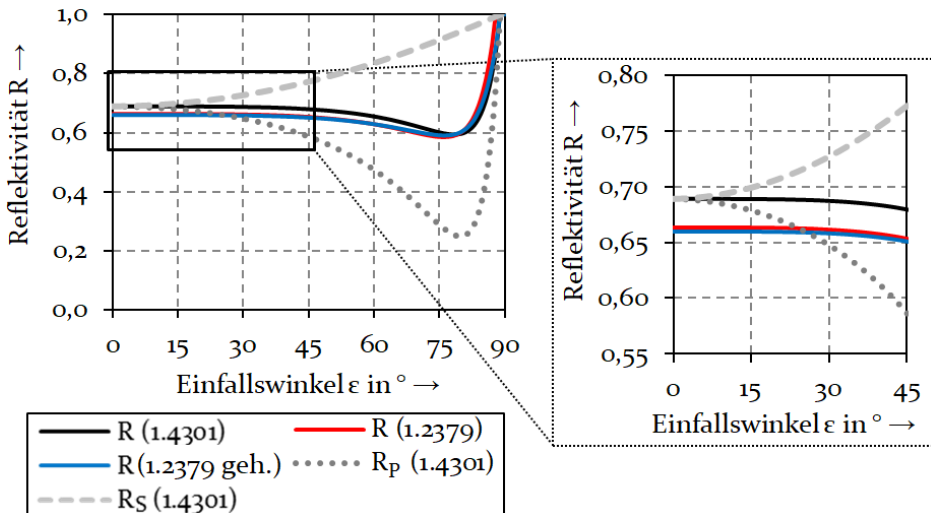 Reflektivität R →
1,0
0,8
0,6
0,4
0,2
0,0
0 15 30 45 60 75 90
Einfallswinkel ε in ° →
Reflektivität R →
0,80
0,75
0,70
0,65
0,60
0,55
0 15 30 45
Einfallswinkel ε in ° →
R (1.4301) R (1.2379)
R (1.2379 geh.) RP (1.4301)
RS (1.4301)